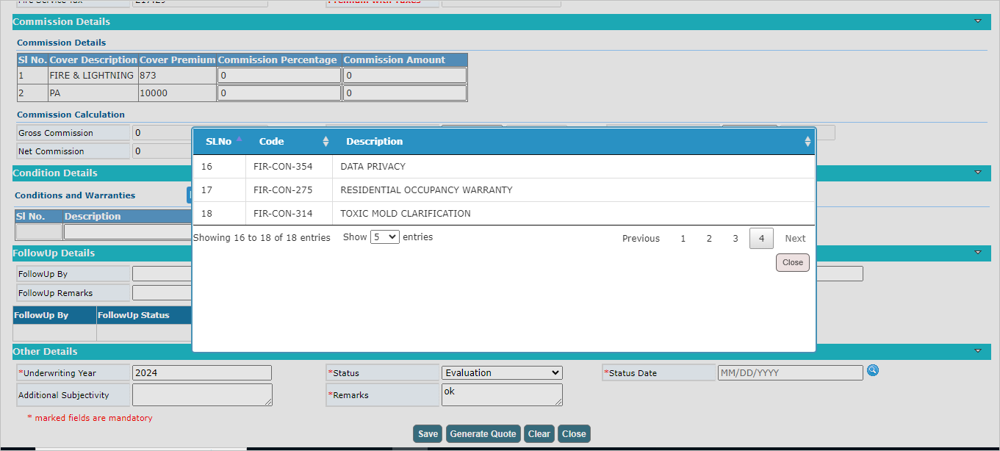 Fire Service Tax 217.29 Premium with Taxes
Commission Details
Commission Details
Sl No. Cover Description Cover Premium Commission Percentage Commission Amount
1 FIRE & LIGHTNING 873 0 0
2 PA 10000 0 0
Commission Calculation
Gross Commission 0
Net Commission 0
SLNo Code Description
16 FIR-CON-354 DATA PRIVACY
17 FIR-CON-275 RESIDENTIAL OCCUPANCY WARRANTY
18 FIR-CON-314 TOXIC MOLD CLARIFICATION
Showing 16 to 18 of 18 entries Show 5 entries Previous 1 2 3 4 Next
Close
Condition Details
Conditions and Warranties
Sl No. Description
FollowUp Details
FollowUp By
FollowUp Remarks
FollowUp By FollowUp Status
Other Details
*Underwriting Year 2024 *Status Evaluation *Status Date MM/DD/YYYY
Additional Subjectivity *Remarks ok
* marked fields are mandatory
Save Generate Quote Clear Close